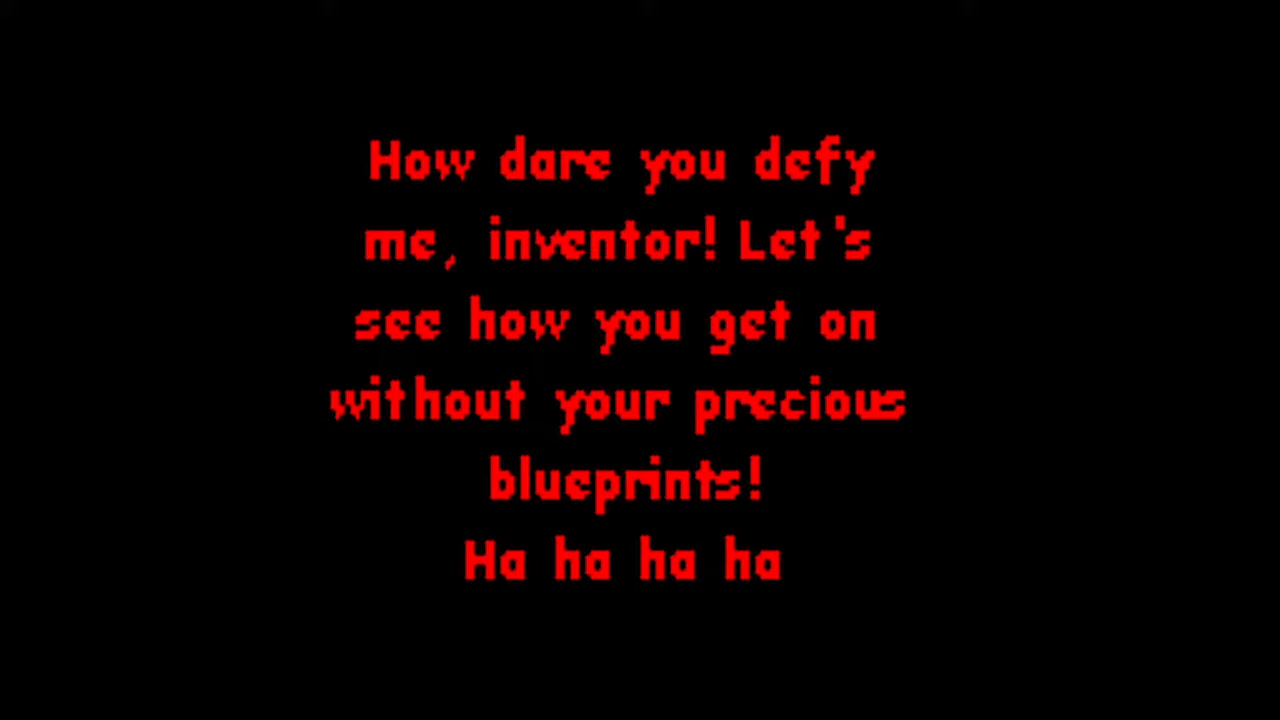 How dare you defy
me, inventor! Let's
see how you get on
without your precious
blueprints!
Ha ha ha ha